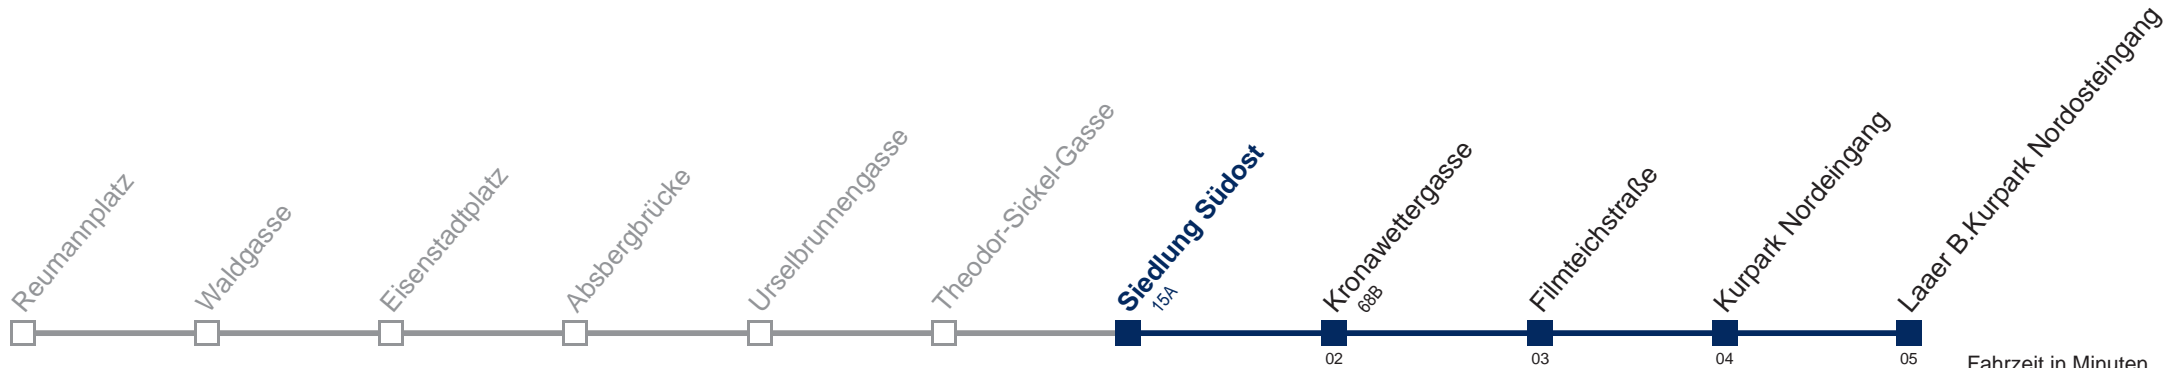 Reumannplatz
Waldgasse
Eisenstadtplatz
Absbergbrücke
Urselbrunnengasse
Theodor-Sickel-Gasse
Siedlung Südost
15A
Kronawettergasse
68B
Filmteichstraße
Kurpark Nordeingang
Laaer B.Kurpark Nordosteingang
02
03
04
05
Fahrzeit in Minuten